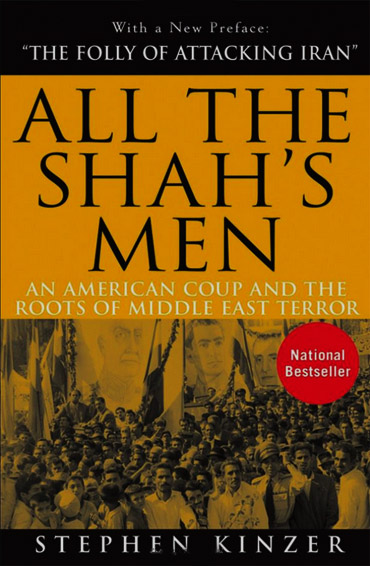 With a New Preface:
“THE FOLLY OF ATTACKING IRAN”
ALL THE
SHAH’S
MEN
AN AMERICAN COUP AND THE
ROOTS OF MIDDLE EAST TERROR
National
Bestseller
STEPHEN KINZER